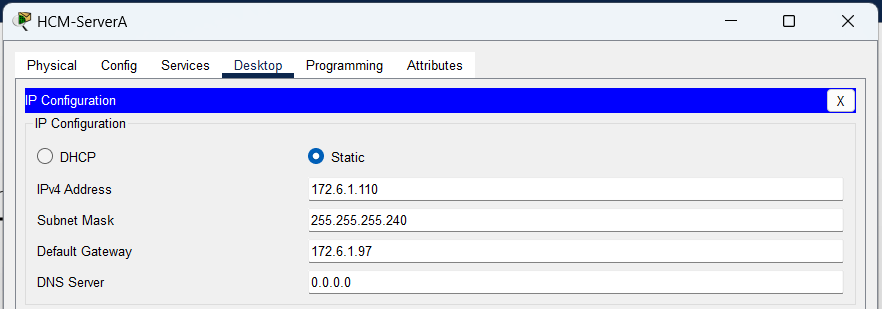 HCM-ServerA
Physical Config Services Desktop Programming Attributes
IP Configuration X
IP Configuration
DHCP Static
IPv4 Address 172.6.1.110
Subnet Mask 255.255.255.240
Default Gateway 172.6.1.97
DNS Server 0.0.0.0